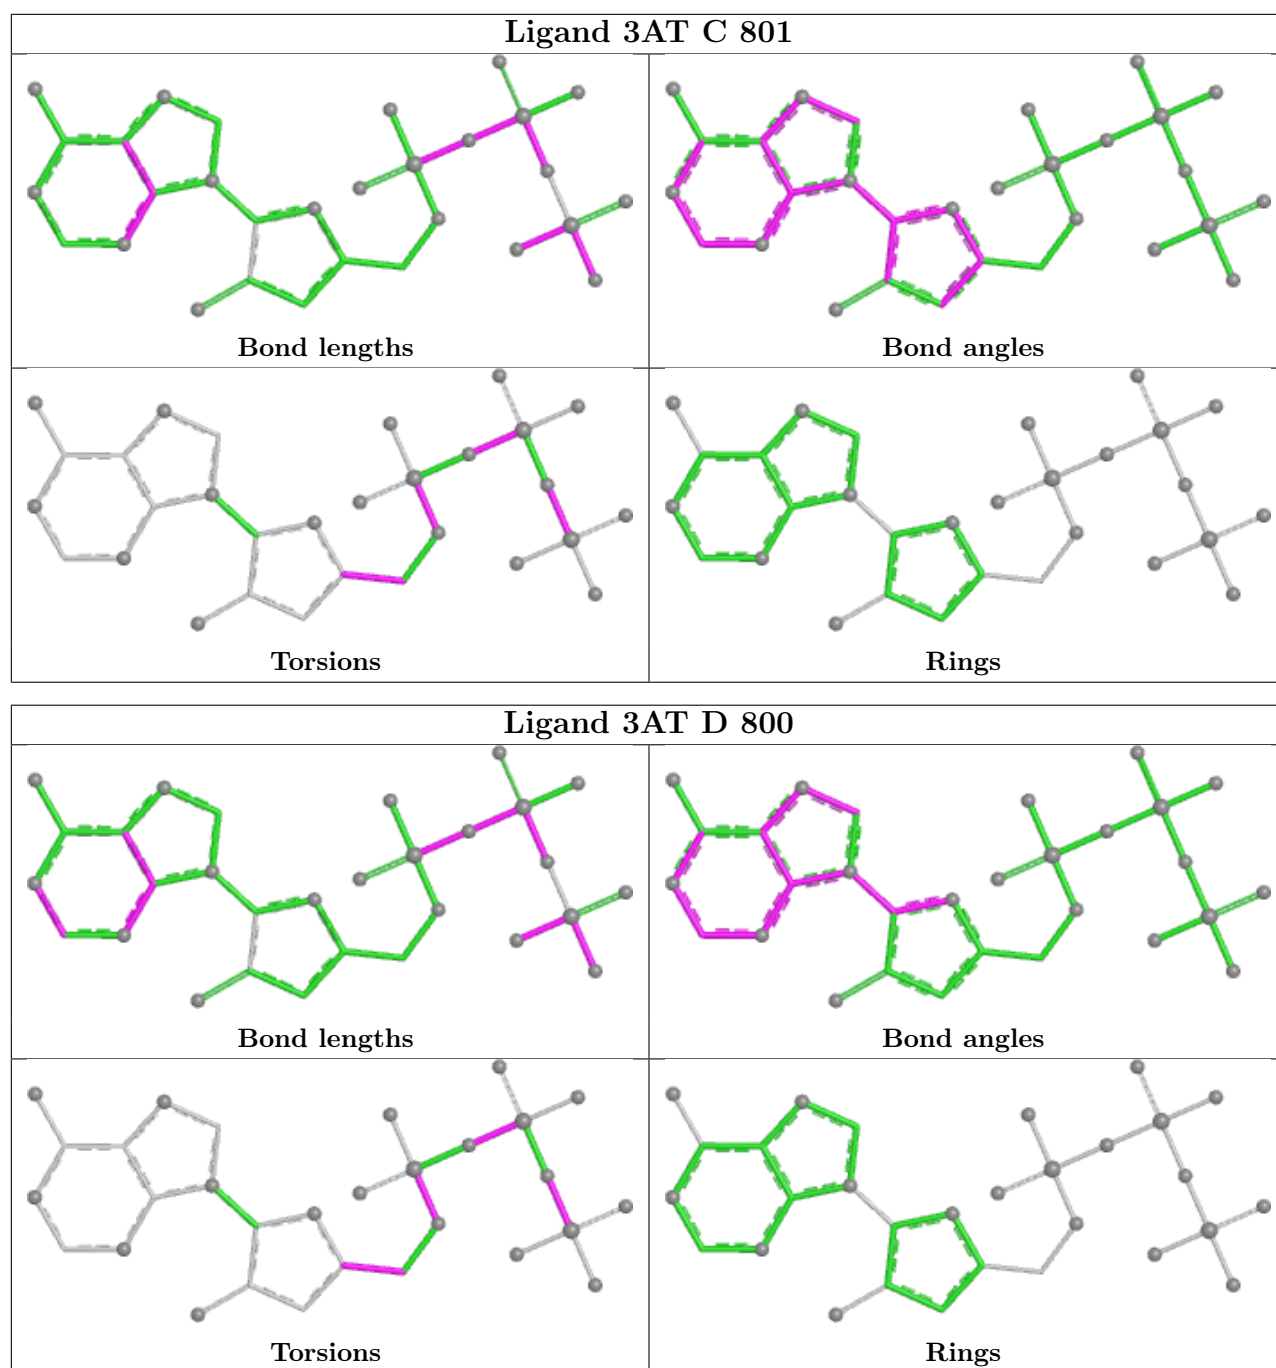 Ligand 3AT C 801
Bond lengths
Bond angles
Torsions
Rings
Ligand 3AT D 800
Bond lengths
Bond angles
Torsions
Rings